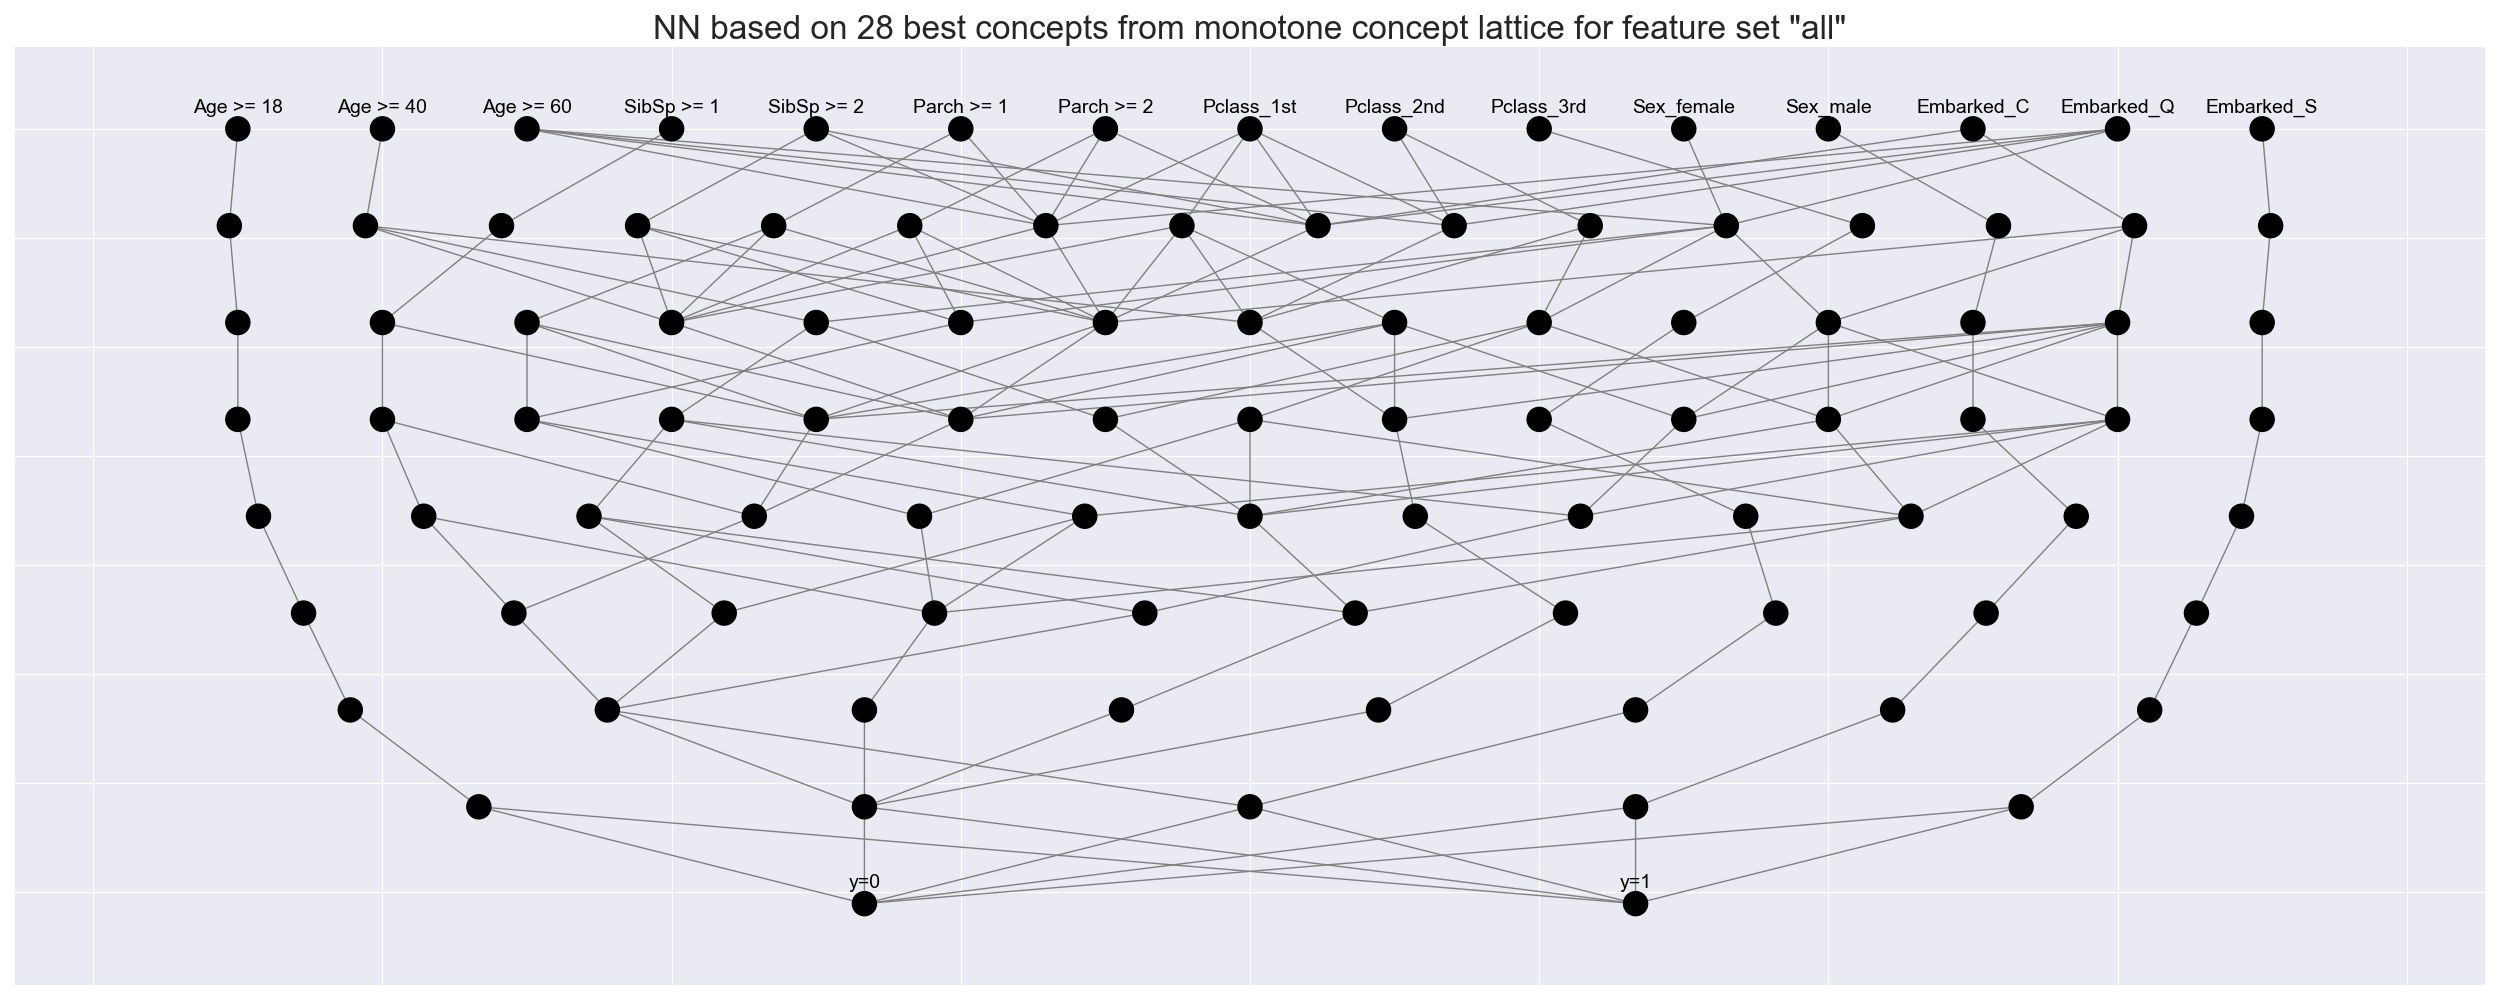 NN based on 28 best concepts from monotone concept lattice for feature set "all"
Age >= 18 Age >= 40 Age >= 60 SibSp >= 1 SibSp >= 2 Parch >= 1 Parch >= 2 Pclass_1st Pclass_2nd Pclass_3rd Sex_female Sex_male Embarked_C Embarked_Q Embarked_S
y=0 y=1